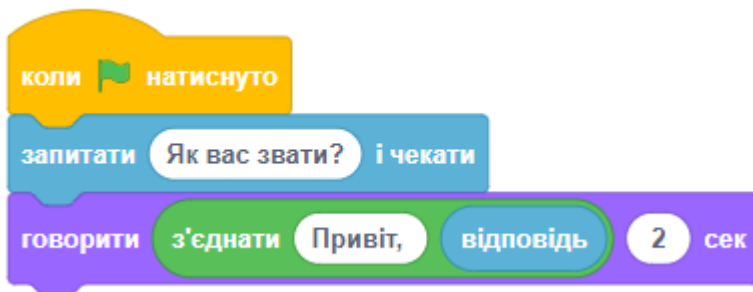 коли натиснуто
запитати Як вас звати? і чекати
говорити з'єднати Привіт, відповідь 2 сек